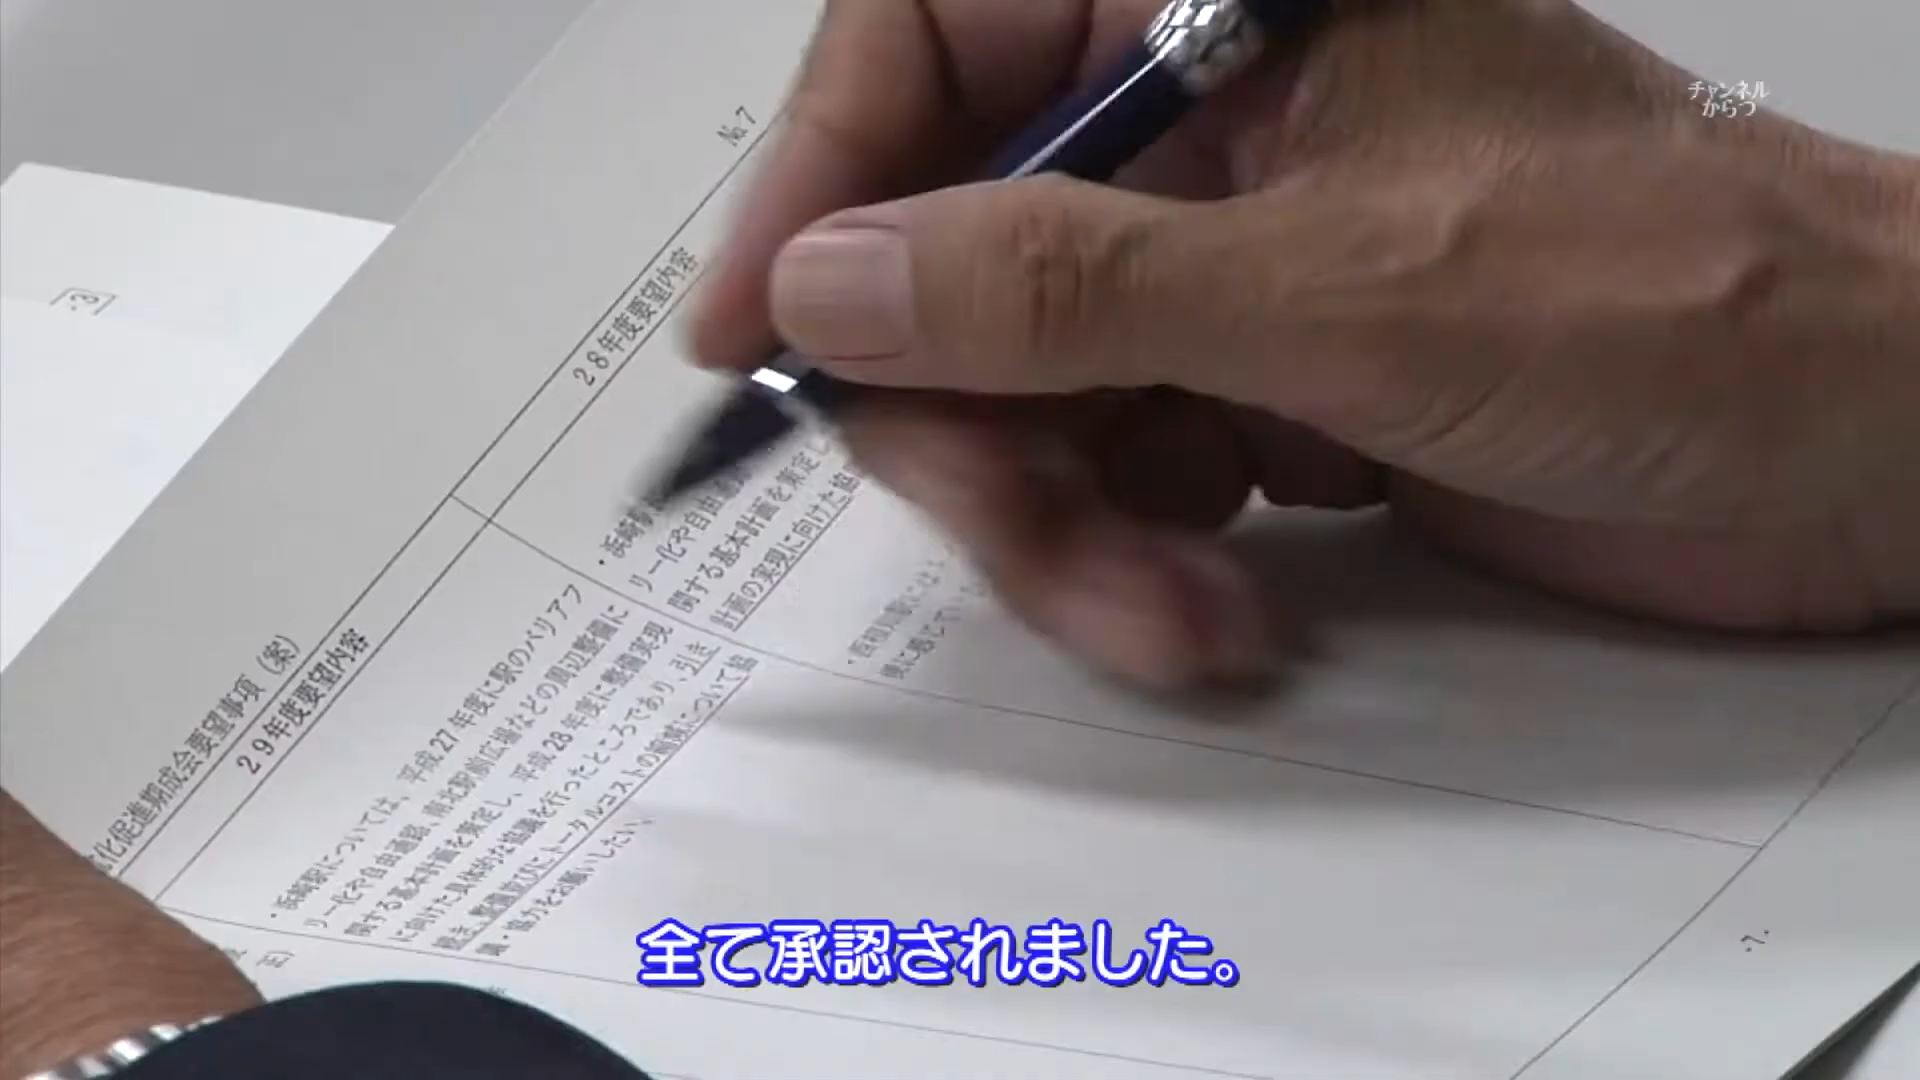 チャンネル
からつ
№7
28年度要望内容
・浜崎駅
リー化や自由通
関する基本計画を策定し
計画の実現に向けた協
化促進期成会要望事項（案）
29年度要望内容
・浜崎駅については、平成27年度に駅のバリアフ
リー化や自由通路、南北駅前広場などの周辺整備に
関する基本計画を策定し、平成28年度に整備実現
に向けた具体的な協議を行ったところであり、引き
続き、整備並びにトータルコストの縮減について協
議・協力をお願いしたい。
-3-
-7-
全て承認されました。